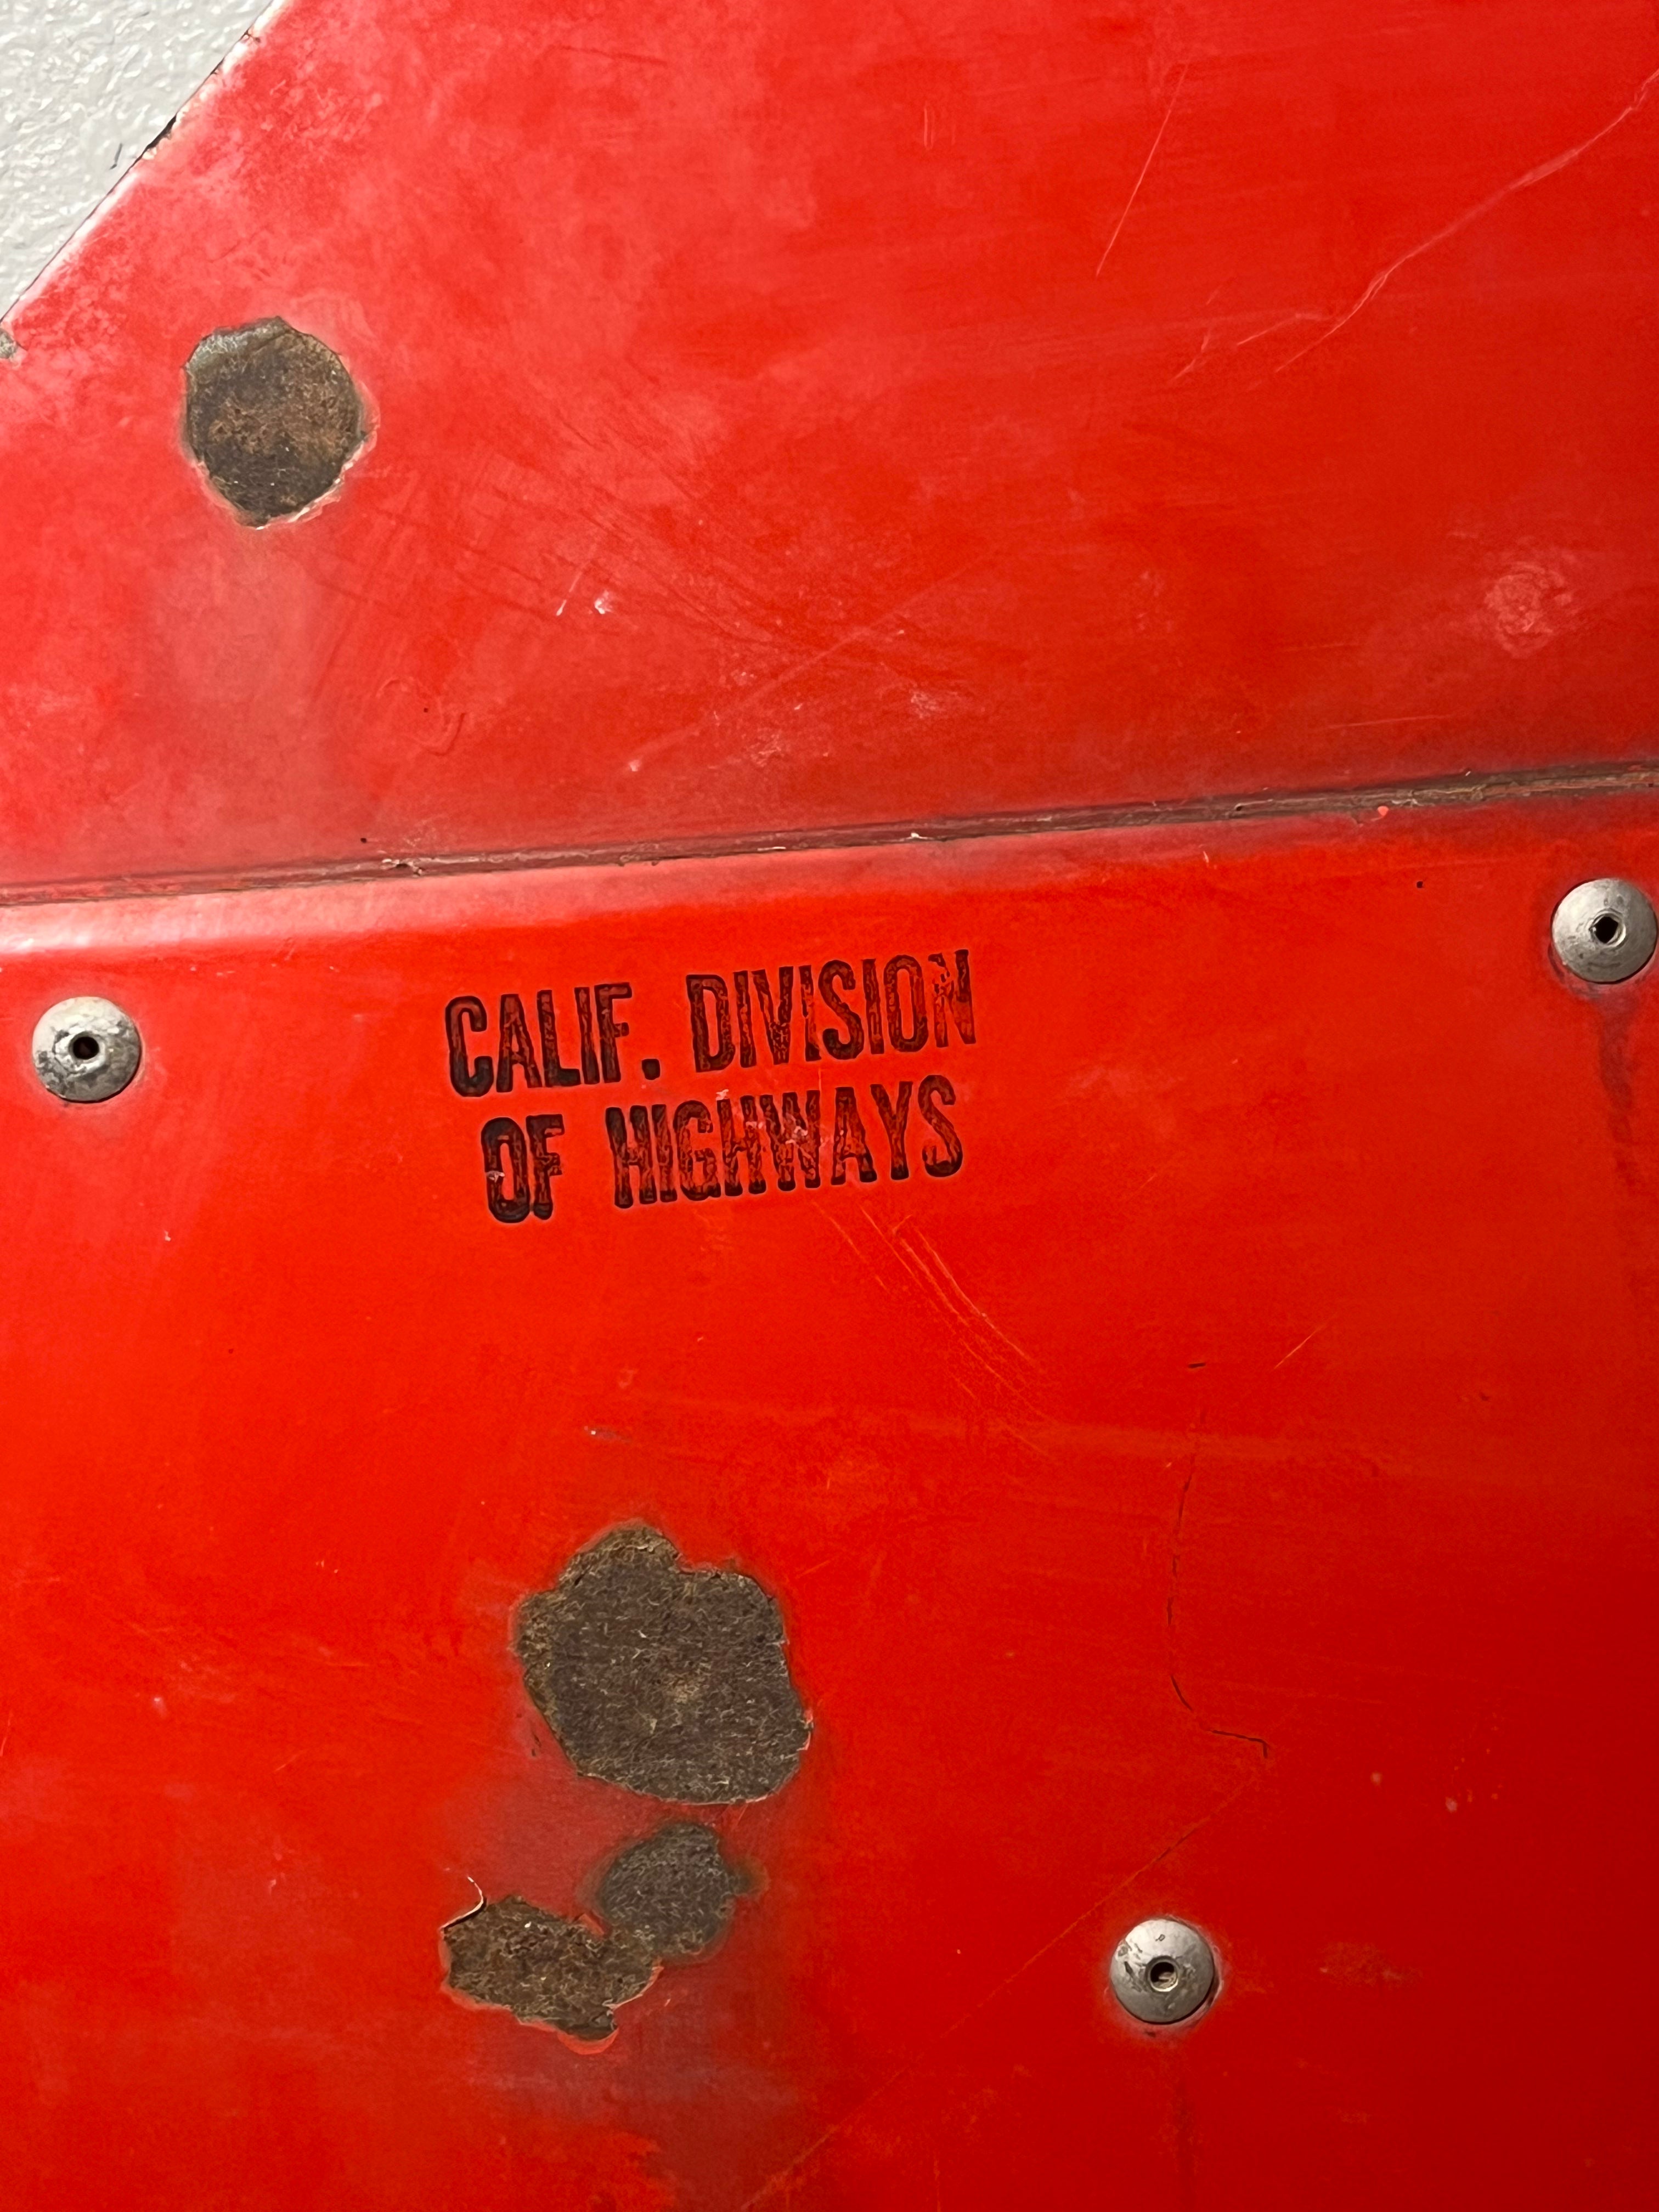 CALIF. DIVISION
OF HIGHWAYS